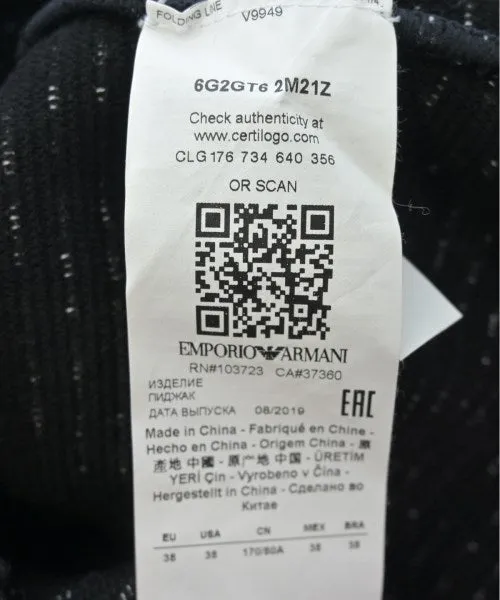 FOLDING LINE
V9949
6G2GT6 2M21Z
Check authenticity at
www.certilogo.com
CLG 176 734 640 356
OR SCAN
EMPORIO ARMANI
RN#103723 CA#37360
ИЗДЕЛИЕ
ПИДЖАК
ДАТА ВЫПУСКА 08/2019
EAC
Made in China - Fabriqué en Chine -
Hecho en China - Origem China - 原
產地 中國 - 原产地 中国 - ÜRETİM
YERİ Çin - Vyrobeno v Čína -
Hergestellt in China - Сделано во
Китае
EU USA CN MEX BRA
38 38 170/80A 38 38